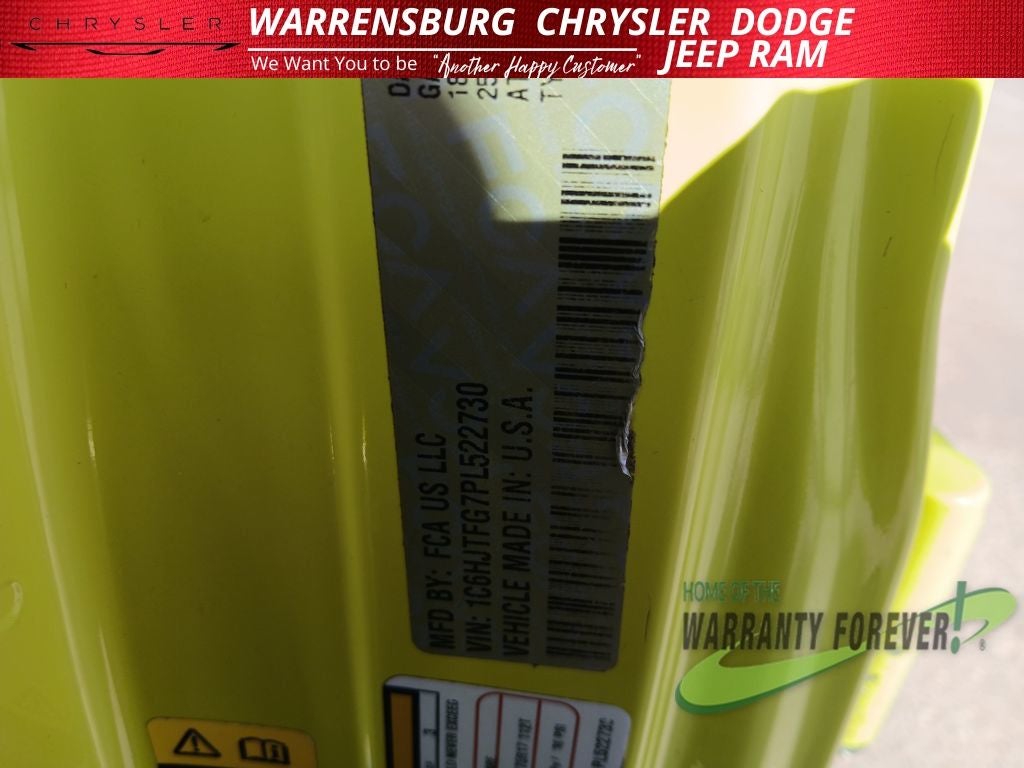 CHRYSLER
WARRENSBURG CHRYSLER DODGE
JEEP RAM
We Want You to be "Another Happy Customer"
MFD BY: FCA US LLC
VIN: 1C6HJTFG7PL522730
VEHICLE MADE IN: U.S.A.
HOME OF THE
WARRANTY FOREVER!®